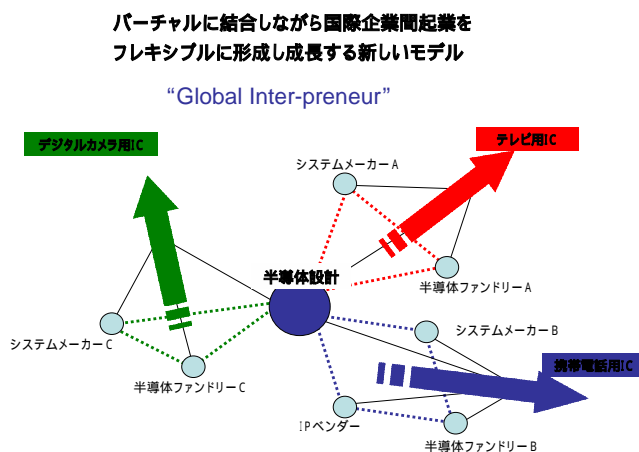 バーチャルに結合しながら国際企業間起業を
フレキシブルに形成し成長する新しいモデル
“Global Inter-preneur”
デジタルカメラ用IC
テレビ用IC
システムメーカーA
半導体設計
半導体ファンドリーA
システムメーカーC
システムメーカーB
半導体ファンドリーC
携帯電話用IC
IPベンダー
半導体ファンドリーB